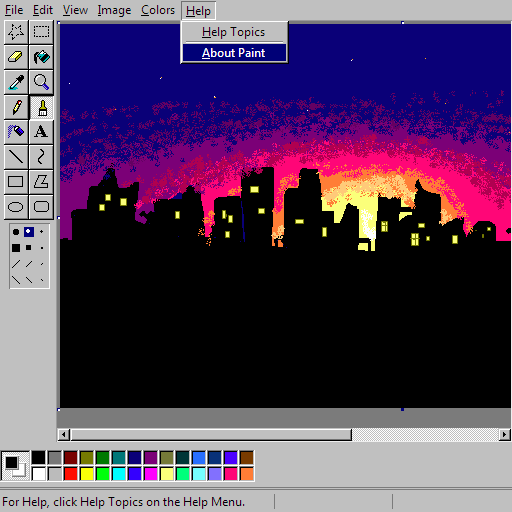 File Edit View Image Colors Help
Help Topics
About Paint
A
For Help, click Help Topics on the Help Menu.